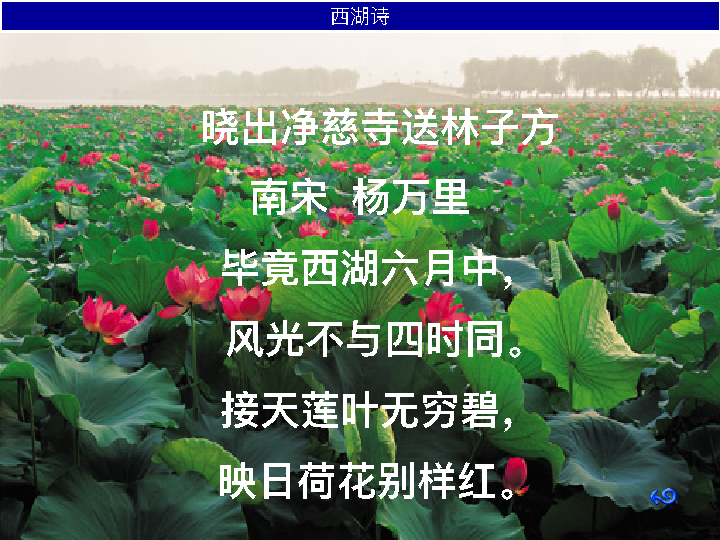 西湖诗
晓出净慈寺送林子方
南宋 杨万里
毕竟西湖六月中，
风光不与四时同。
接天莲叶无穷碧，
映日荷花别样红。